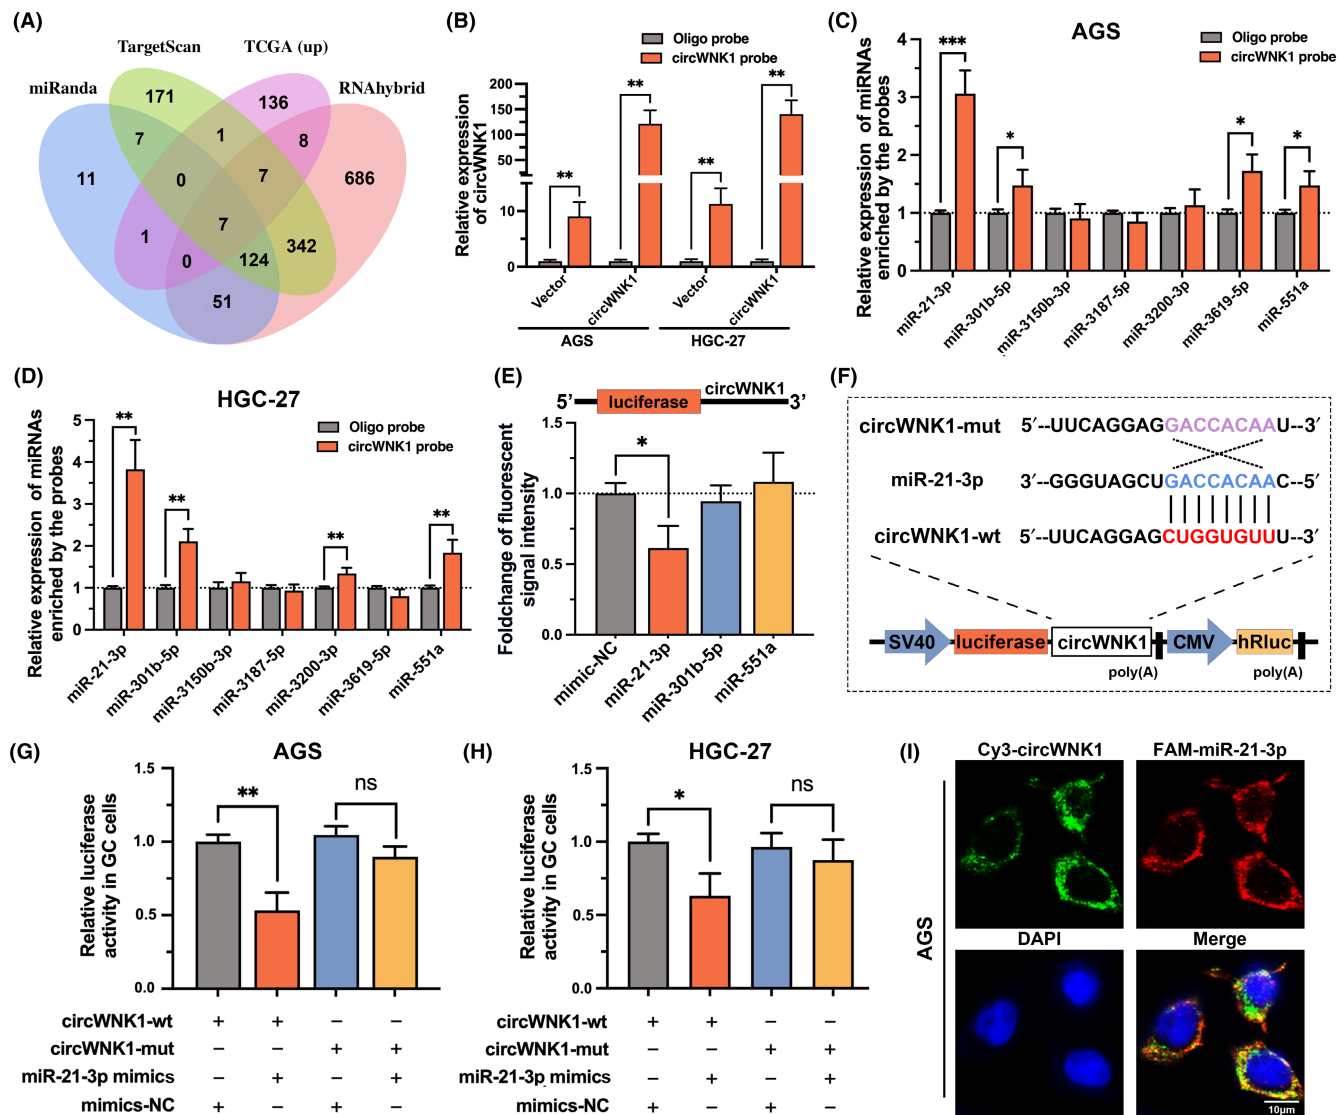 (A)
TargetScan
TCGA (up)
miRanda
RNAhybrid
171
136
7
1
8
11
0
7
686
7
1
0
124
342
51
(B)
Oligo probe
circWNK1 probe
Relative expression
of circWNK1
200
150
100
50
10
0
**
**
**
**
Vector
circWNK1
Vector
circWNK1
AGS
HGC-27
(C)
AGS
Oligo probe
circWNK1 probe
Relative expression of miRNAs
enriched by the probes
4
3
2
1
0
***
*
*
*
miR-21-3p
miR-301b-5p
miR-3150b-3p
miR-3187-5p
miR-3200-3p
miR-3619-5p
miR-551a
(D)
HGC-27
Oligo probe
circWNK1 probe
Relative expression of miRNAs
enriched by the probes
5
4
3
2
1
0
**
**
**
**
miR-21-3p
miR-301b-5p
miR-3150b-3p
miR-3187-5p
miR-3200-3p
miR-3619-5p
miR-551a
(E)
5’
luciferase
circWNK1
3’
Foldchange of fluorescent
signal intensity
1.5
1.0
0.5
0.0
*
mimic-NC
miR-21-3p
miR-301b-5p
miR-551a
(F)
circWNK1-mut 5′--UUCAGGAGGACCACAAU--3′
miR-21-3p 3′--GGGUAGCUGACCACAAC--5′
circWNK1-wt 5′--UUCAGGAGCUGGUGUUU--3′
SV40 luciferase circWNK1 CMV hRluc
poly(A) poly(A)
(G)
AGS
Relative luciferase
activity in GC cells
1.5
1.0
0.5
0.0
**
ns
circWNK1-wt + + − −
circWNK1-mut − − + +
miR-21-3p mimics − + − +
mimics-NC + − + −
(H)
HGC-27
Relative luciferase
activity in GC cells
1.5
1.0
0.5
0.0
*
ns
circWNK1-wt + + − −
circWNK1-mut − − + +
miR-21-3p mimics − + − +
mimics-NC + − + −
(I)
Cy3-circWNK1
FAM-miR-21-3p
AGS
DAPI
Merge
10μm